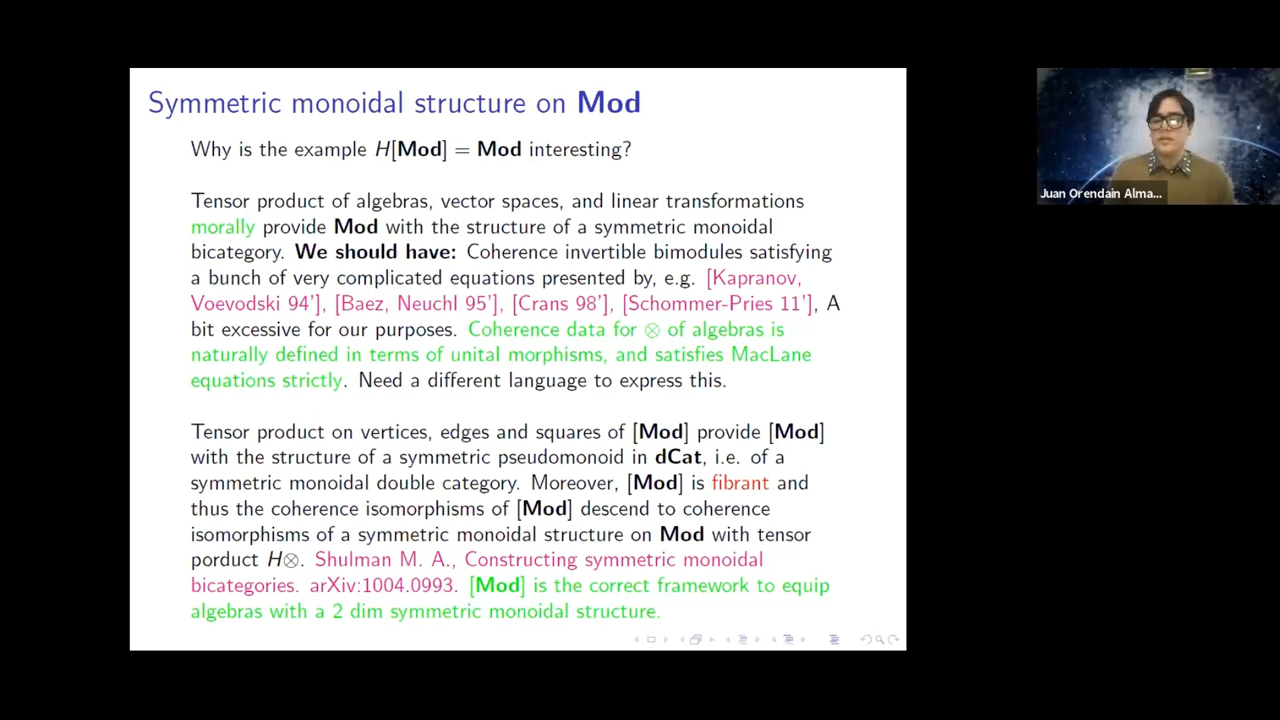 Symmetric monoidal structure on Mod
Why is the example H[Mod] = Mod interesting?
Tensor product of algebras, vector spaces, and linear transformations
morally provide Mod with the structure of a symmetric monoidal
bicategory. We should have: Coherence invertible bimodules satisfying
a bunch of very complicated equations presented by, e.g. [Kapranov,
Voevodski 94'], [Baez, Neuchl 95'], [Crans 98'], [Schommer-Pries 11'], A
bit excessive for our purposes. Coherence data for ⊗ of algebras is
naturally defined in terms of unital morphisms, and satisfies MacLane
equations strictly. Need a different language to express this.
Tensor product on vertices, edges and squares of [Mod] provide [Mod]
with the structure of a symmetric pseudomonoid in dCat, i.e. of a
symmetric monoidal double category. Moreover, [Mod] is fibrant and
thus the coherence isomorphisms of [Mod] descend to coherence
isomorphisms of a symmetric monoidal structure on Mod with tensor
porduct H⊗. Shulman M. A., Constructing symmetric monoidal
bicategories. arXiv:1004.0993. [Mod] is the correct framework to equip
algebras with a 2 dim symmetric monoidal structure.
Juan Orendain Alma...